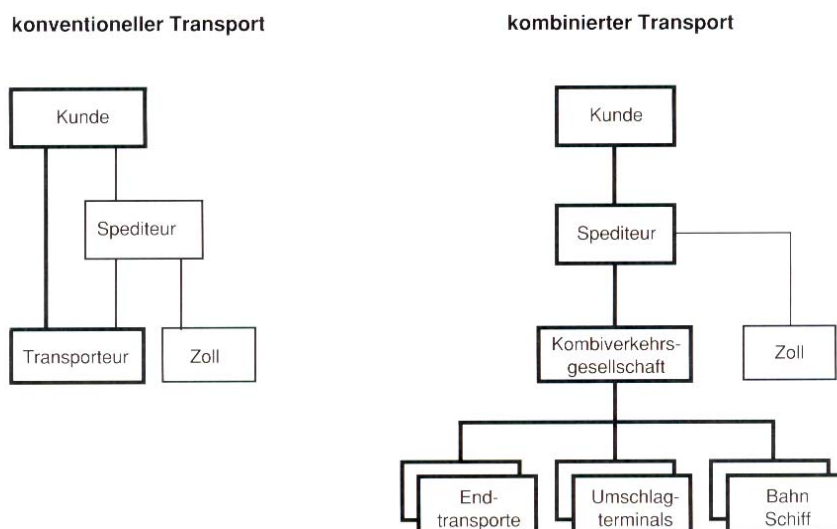 konventioneller Transport
Kunde
Spediteur
Transporteur
Zoll
kombinierter Transport
Kunde
Spediteur
Kombiverkehrs-
gesellschaft
Zoll
End-
transporte
Umschlag-
terminals
Bahn
Schiff